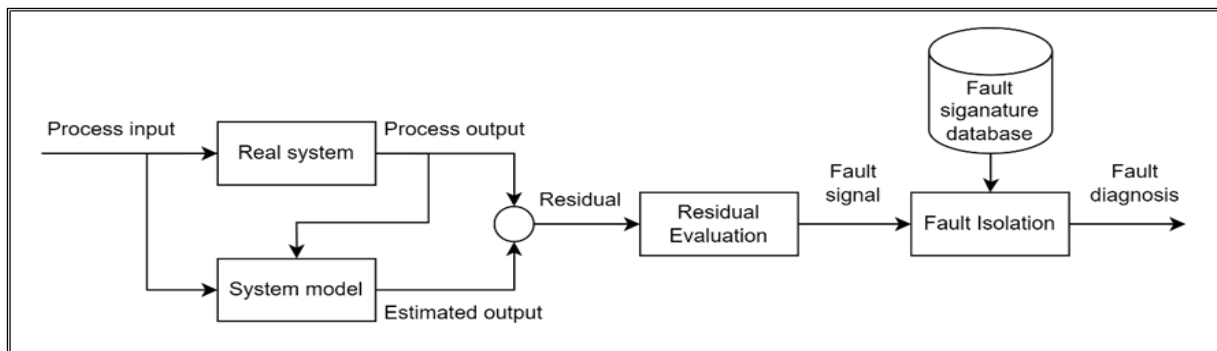 Process input
Real system
Process output
System model
Estimated output
Residual
Residual
Evaluation
Fault
signal
Fault
siganature
database
Fault Isolation
Fault
diagnosis